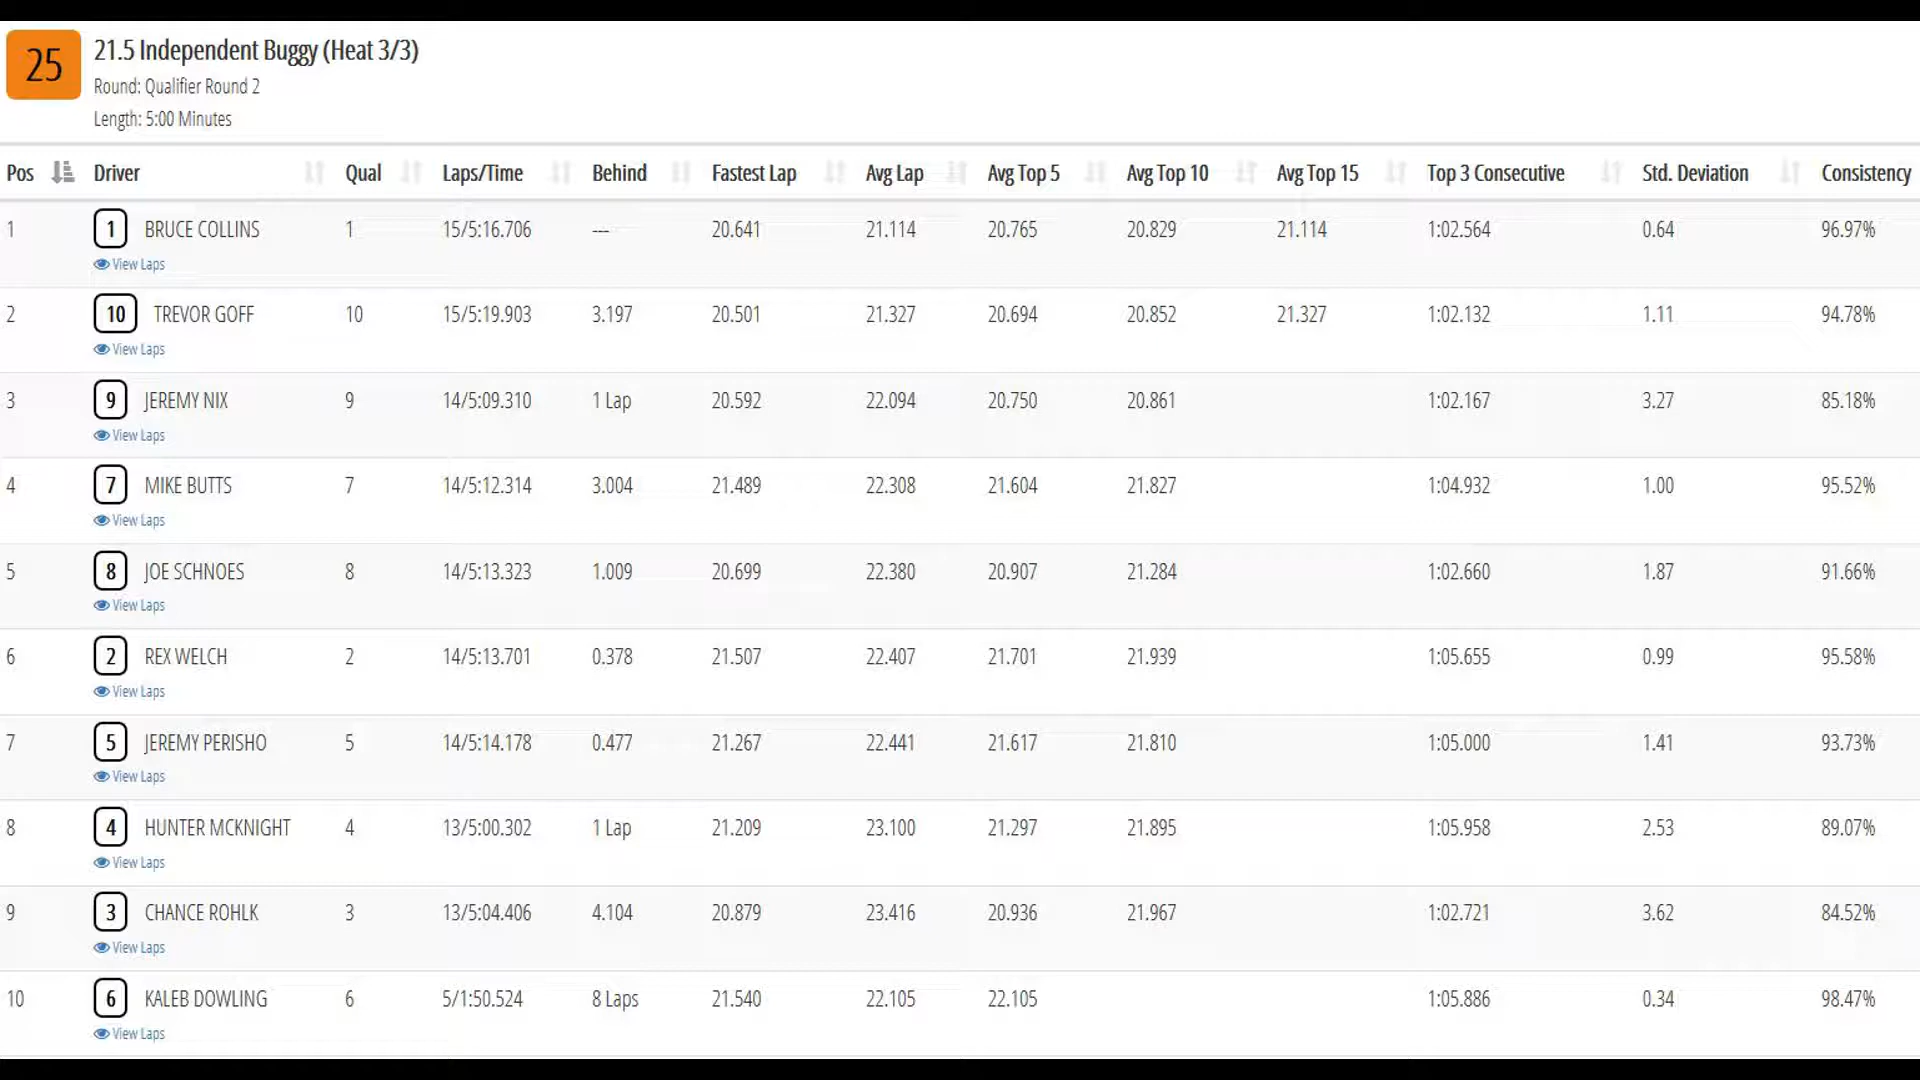 25
21.5 Independent Buggy (Heat 3/3)
Round: Qualifier Round 2
Length: 5:00 Minutes
Pos Driver Qual Laps/Time Behind Fastest Lap Avg Lap Avg Top 5 Avg Top 10 Avg Top 15 Top 3 Consecutive Std. Deviation Consistency
1 1 BRUCE COLLINS 1 15/5:16.706 --- 20.641 21.114 20.765 20.829 21.114 1:02.564 0.64 96.97%
View Laps
2 10 TREVOR GOFF 10 15/5:19.903 3.197 20.501 21.327 20.694 20.852 21.327 1:02.132 1.11 94.78%
View Laps
3 9 JEREMY NIX 9 14/5:09.310 1 Lap 20.592 22.094 20.750 20.861 1:02.167 3.27 85.18%
View Laps
4 7 MIKE BUTTS 7 14/5:12.314 3.004 21.489 22.308 21.604 21.827 1:04.932 1.00 95.52%
View Laps
5 8 JOE SCHNOES 8 14/5:13.323 1.009 20.699 22.380 20.907 21.284 1:02.660 1.87 91.66%
View Laps
6 2 REX WELCH 2 14/5:13.701 0.378 21.507 22.407 21.701 21.939 1:05.655 0.99 95.58%
View Laps
7 5 JEREMY PERISHO 5 14/5:14.178 0.477 21.267 22.441 21.617 21.810 1:05.000 1.41 93.73%
View Laps
8 4 HUNTER MCKNIGHT 4 13/5:00.302 1 Lap 21.209 23.100 21.297 21.895 1:05.958 2.53 89.07%
View Laps
9 3 CHANCE ROHLK 3 13/5:04.406 4.104 20.879 23.416 20.936 21.967 1:02.721 3.62 84.52%
View Laps
10 6 KALEB DOWLING 6 5/1:50.524 8 Laps 21.540 22.105 22.105 1:05.886 0.34 98.47%
View Laps